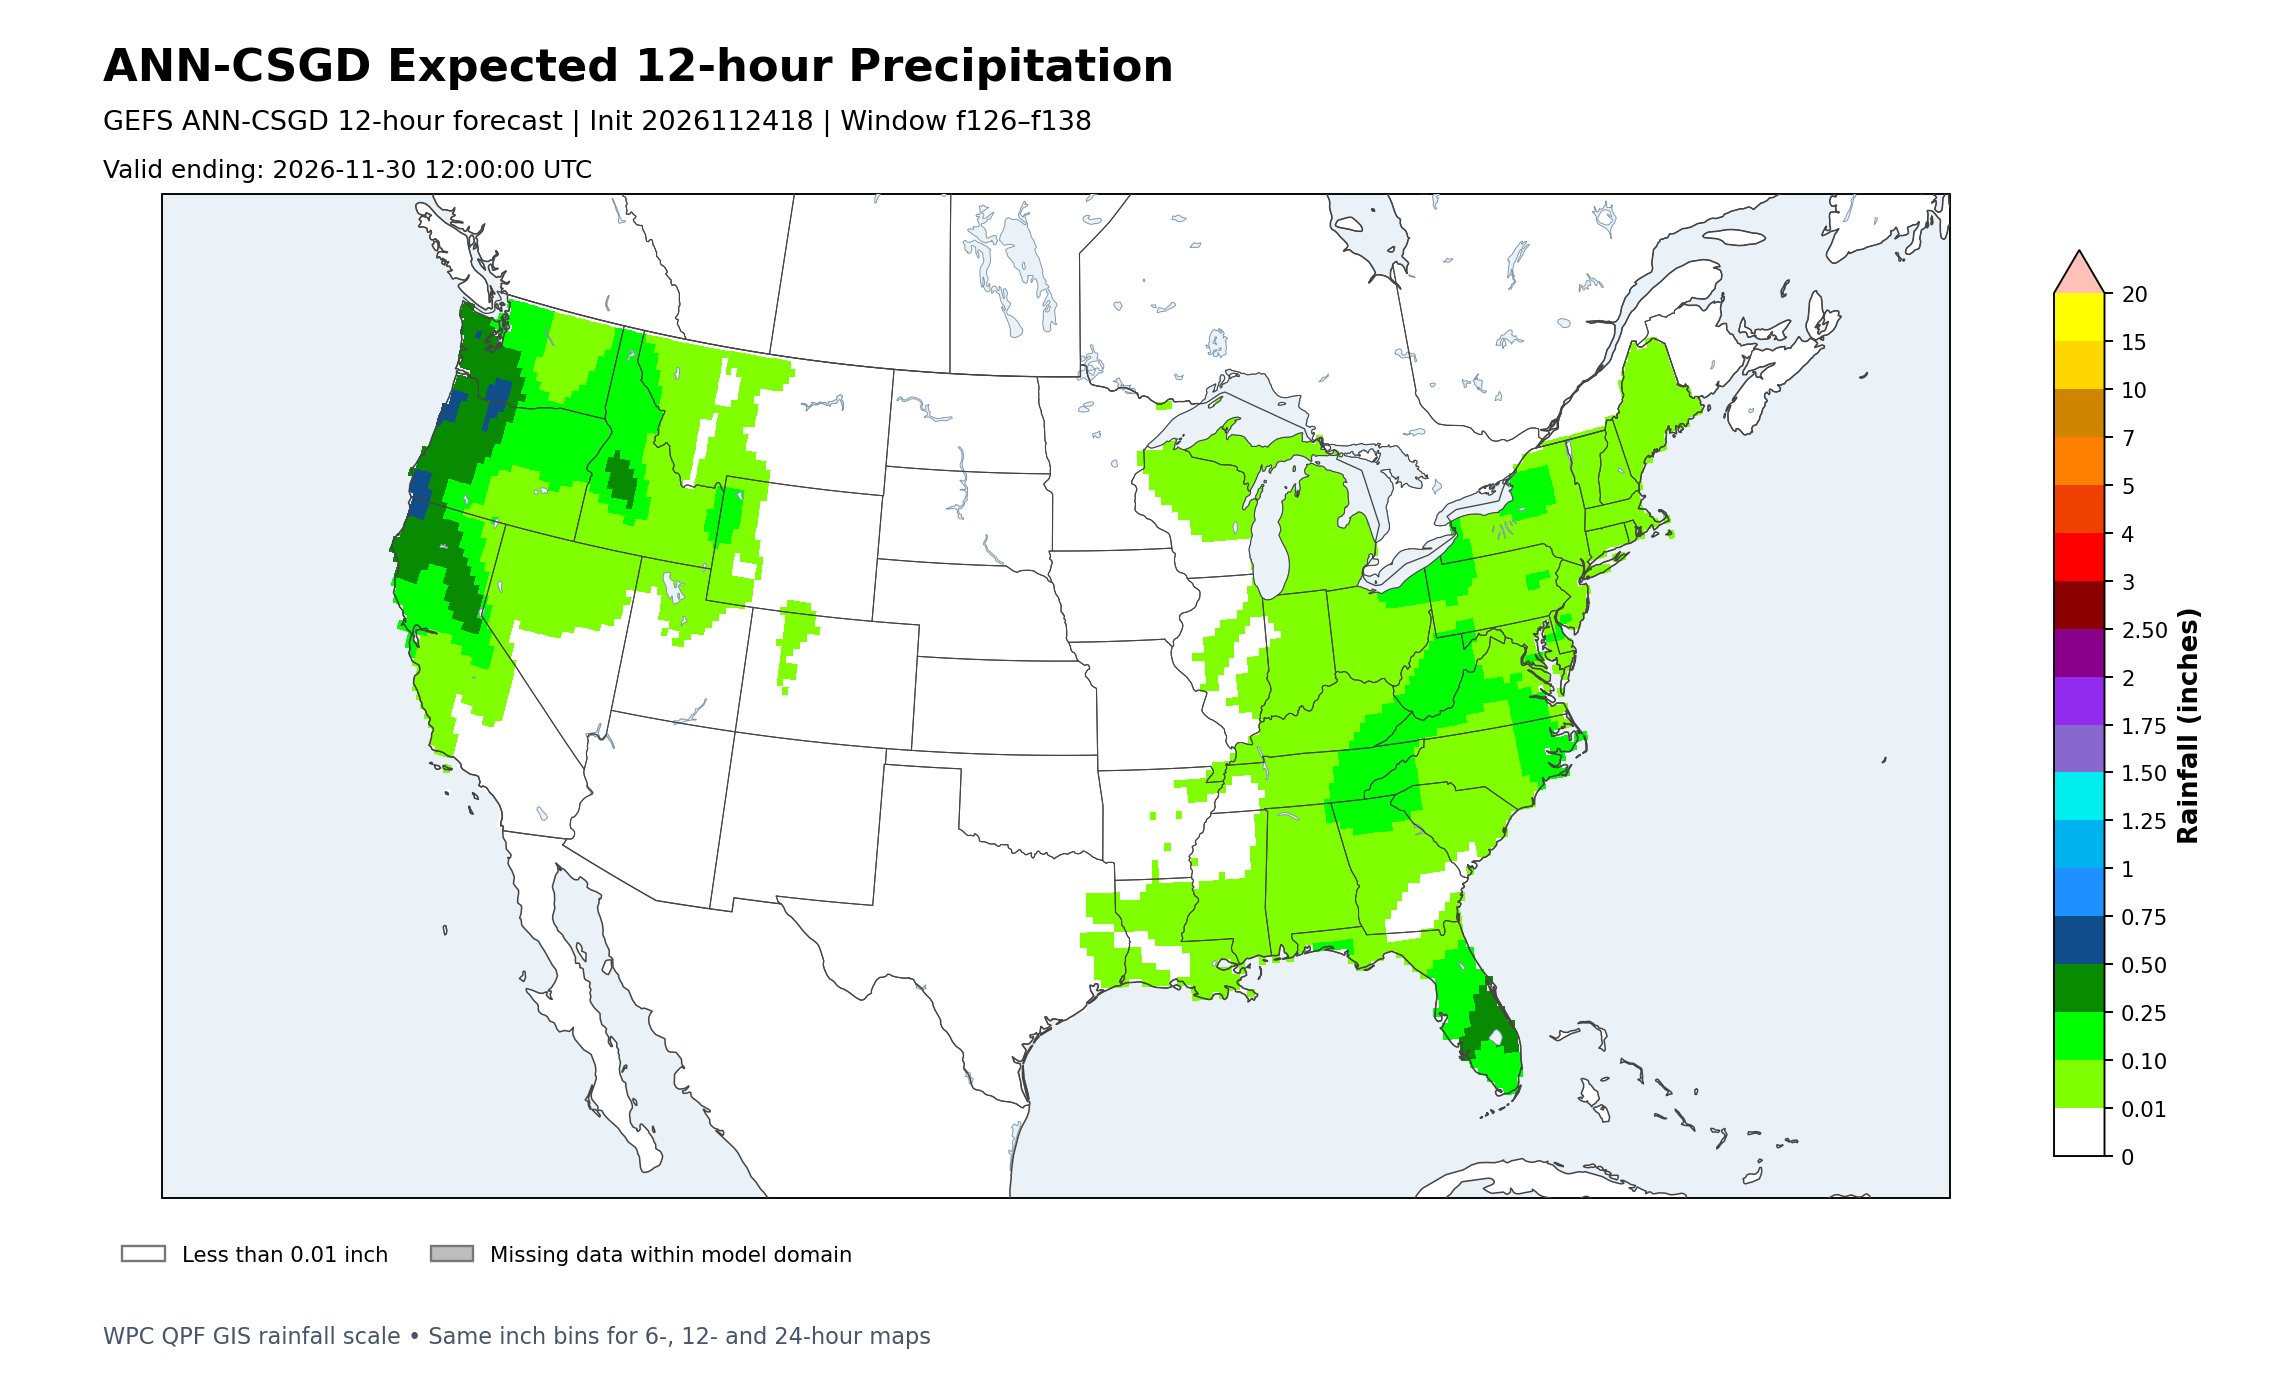 ANN-CSGD Expected 12-hour Precipitation
GEFS ANN-CSGD 12-hour forecast | Init 2026112418 | Window f126–f138
Valid ending: 2026-11-30 12:00:00 UTC
20
15
10
7
5
4
3
2.50
2
1.75
1.50
1.25
1
0.75
0.50
0.25
0.10
0.01
0
Rainfall (inches)
Less than 0.01 inch
Missing data within model domain
WPC QPF GIS rainfall scale • Same inch bins for 6-, 12- and 24-hour maps